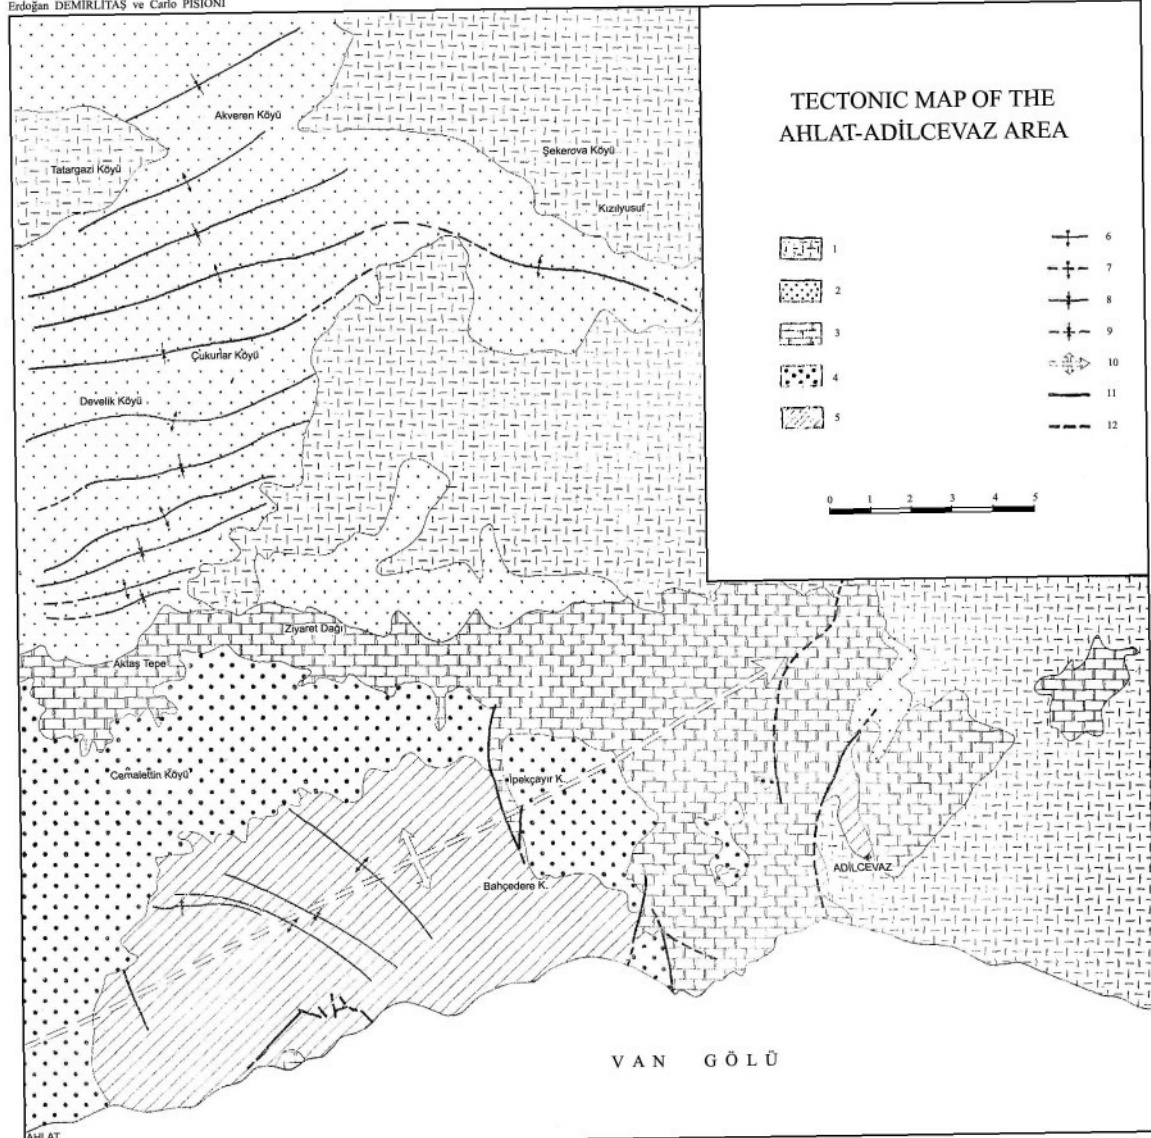 Erdoğan DEMİRLİTAŞ ve Carlo PISIONI
TECTONIC MAP OF THE
AHLAT-ADİLCEVAZ AREA
Akveren Köyü
Tatargazi Köyü
Şekerova Köyü
Kızılyusuf
1
2
3
4
5
6
7
8
9
10
11
12
0 1 2 3 4 5
Çukurlar Köyü
Develik Köyü
Ziyaret Dağı
Aktaş Tepe
Cemalettin Köyü
İpekçayır K.
Bahçedere K.
ADİLCEVAZ
VAN GÖLÜ
AHLAT